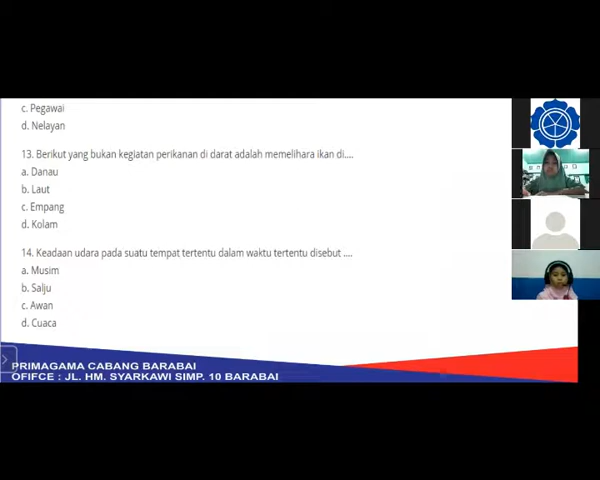 c. Pegawai
d. Nelayan
13. Berikut yang bukan kegiatan perikanan di darat adalah memelihara ikan di....
a. Danau
b. Laut
c. Empang
d. Kolam
14. Keadaan udara pada suatu tempat tertentu dalam waktu tertentu disebut ....
a. Musim
b. Salju
c. Awan
d. Cuaca
PRIMAGAMA CABANG BARABAI
OFIFCE : JL. HM. SYARKAWI SIMP. 10 BARABAI